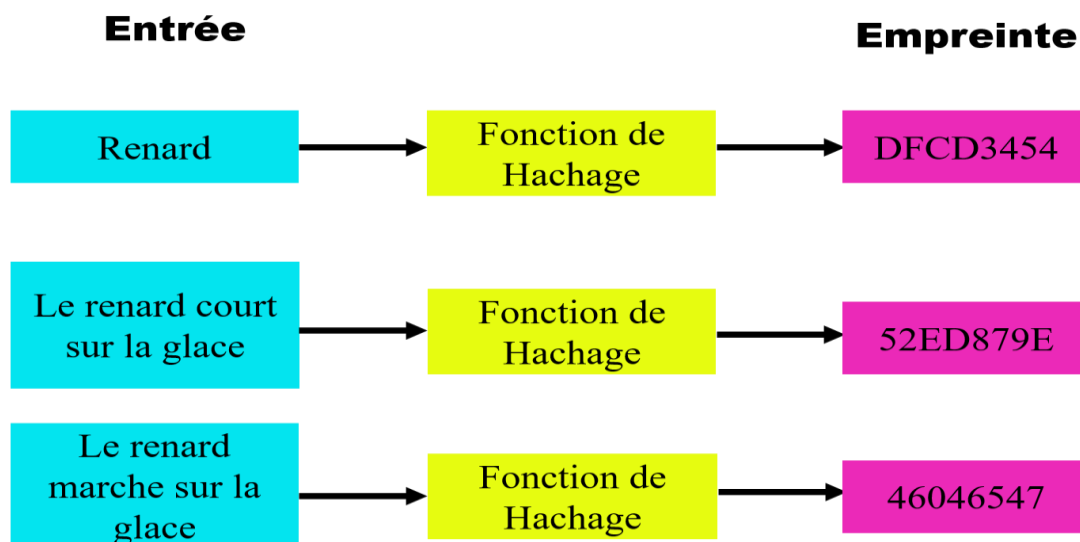 Entrée
Empreinte
Renard
Fonction de
Hachage
DFCD3454
Le renard court
sur la glace
Fonction de
Hachage
52ED879E
Le renard
marche sur la
glace
Fonction de
Hachage
46046547